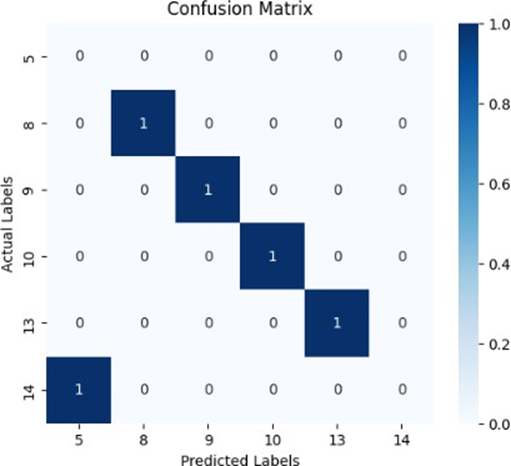 Confusion Matrix
5 0 0 0 0 0 0
8 0 1 0 0 0 0
9 0 0 1 0 0 0
10 0 0 0 1 0 0
13 0 0 0 0 1 0
14 1 0 0 0 0 0
5 8 9 10 13 14
Predicted Labels
Actual Labels
1.0
0.8
0.6
0.4
0.2
0.0